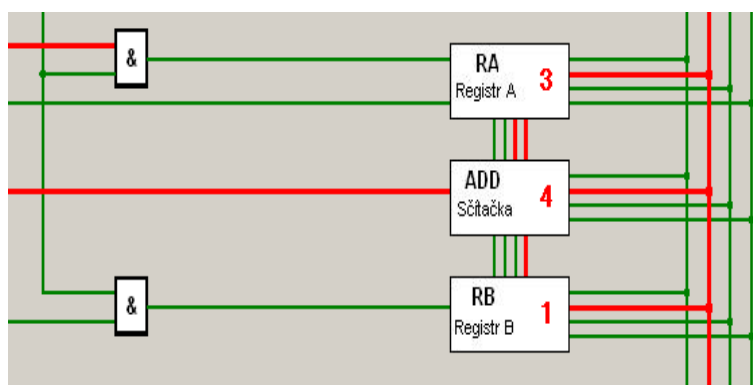 &
RA
Registr A 3
ADD
Sčítačka 4
&
RB
Registr B 1